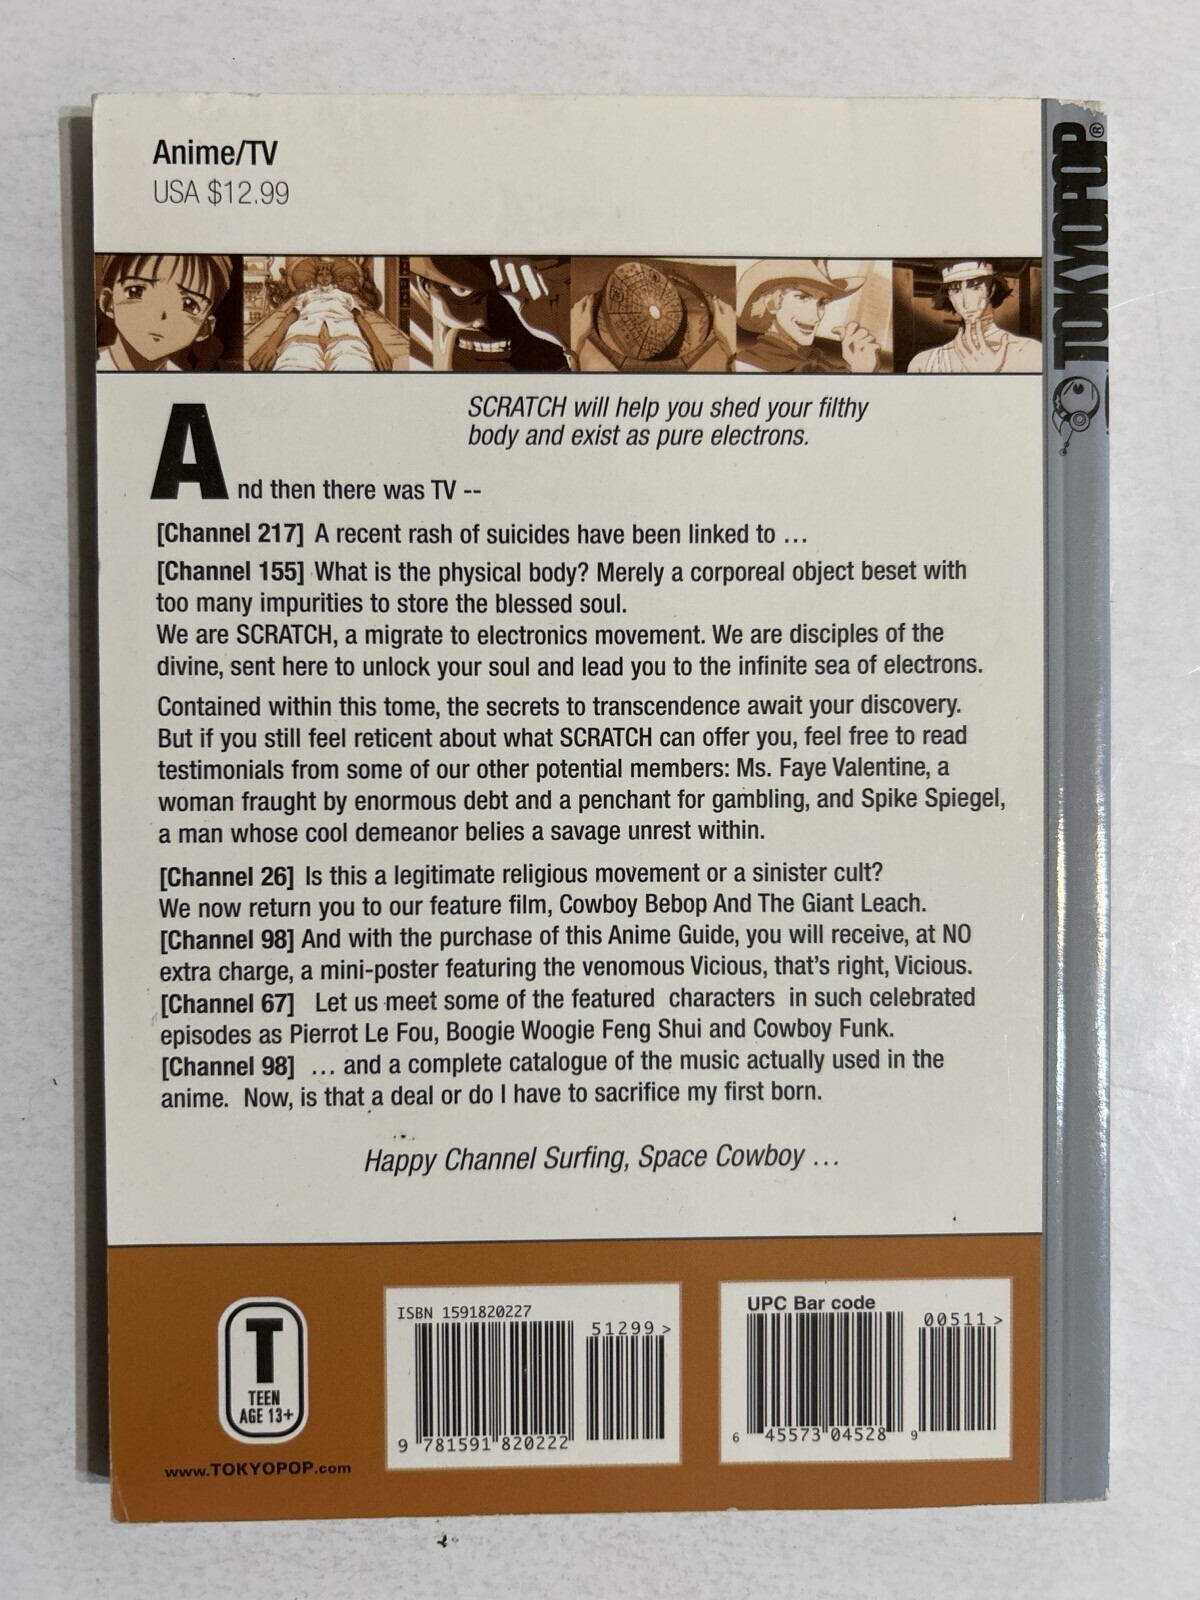 Anime/TV
USA $12.99
TOKYOPOP®
SCRATCH will help you shed your filthy
body and exist as pure electrons.
And then there was TV --
[Channel 217] A recent rash of suicides have been linked to ...
[Channel 155] What is the physical body? Merely a corporeal object beset with
too many impurities to store the blessed soul.
We are SCRATCH, a migrate to electronics movement. We are disciples of the
divine, sent here to unlock your soul and lead you to the infinite sea of electrons.
Contained within this tome, the secrets to transcendence await your discovery.
But if you still feel reticent about what SCRATCH can offer you, feel free to read
testimonials from some of our other potential members: Ms. Faye Valentine, a
woman fraught by enormous debt and a penchant for gambling, and Spike Spiegel,
a man whose cool demeanor belies a savage unrest within.
[Channel 26] Is this a legitimate religious movement or a sinister cult?
We now return you to our feature film, Cowboy Bebop And The Giant Leach.
[Channel 98] And with the purchase of this Anime Guide, you will receive, at NO
extra charge, a mini-poster featuring the venomous Vicious, that's right, Vicious.
[Channel 67] Let us meet some of the featured characters in such celebrated
episodes as Pierrot Le Fou, Boogie Woogie Feng Shui and Cowboy Funk.
[Channel 98] ... and a complete catalogue of the music actually used in the
anime. Now, is that a deal or do I have to sacrifice my first born.
Happy Channel Surfing, Space Cowboy ...
T
TEEN
AGE 13+
www.TOKYOPOP.com
ISBN 1591820227
51299>
9 781591 820222
UPC Bar code
00511>
6 45573 04528 9